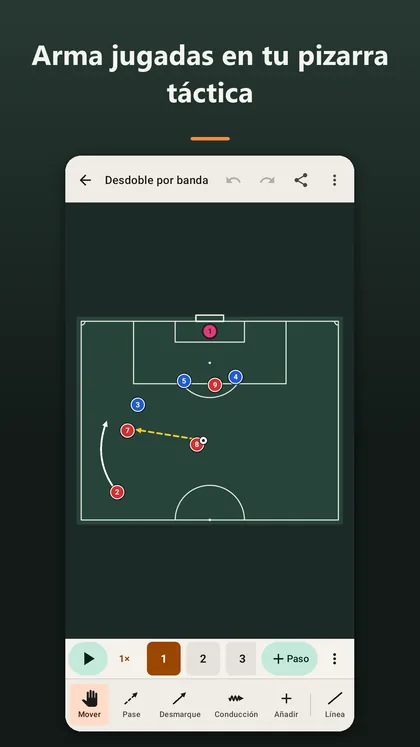 Arma jugadas en tu pizarra
táctica
Desdoble por banda
1
5
9
4
3
7
8
2
1×
1
2
3
+ Paso
Mover
Pase
Desmarque
Conducción
Añadir
Línea